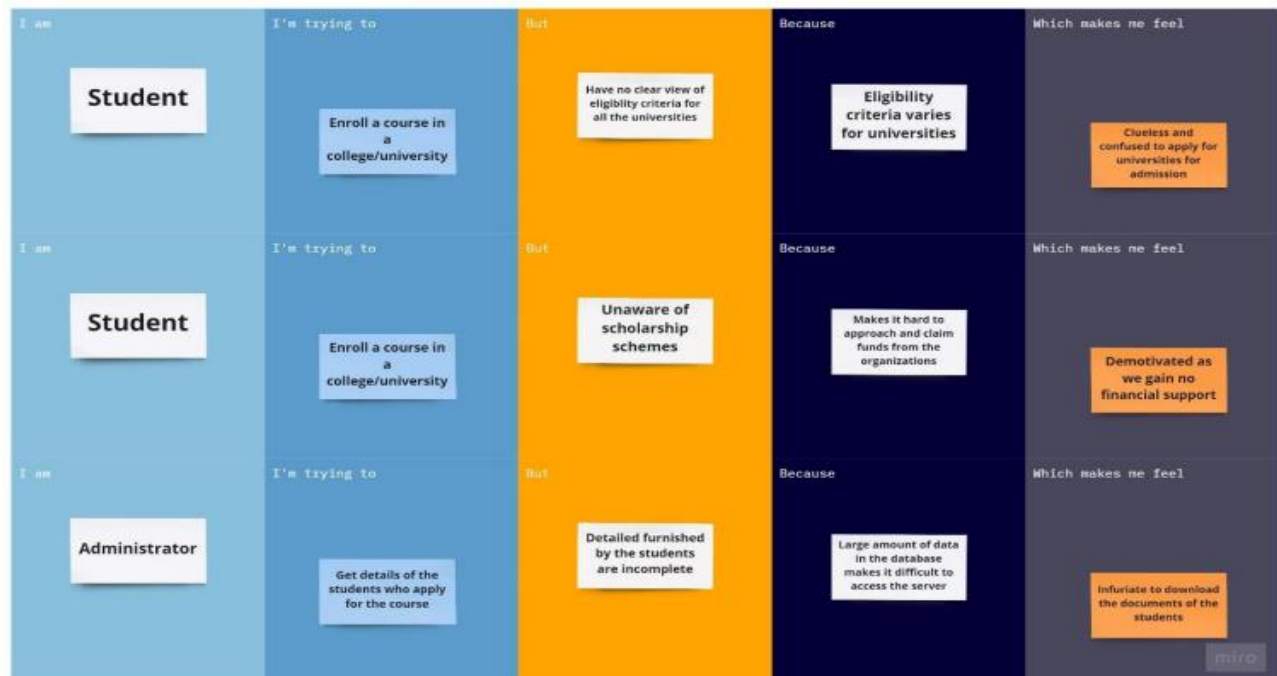 I am
I'm trying to
But
Because
Which makes me feel
Student
Enroll a course in
a
college/university
Have no clear view of
eligiblity criteria for
all the universities
Eligibility
criteria varies
for universities
Clueless and
confused to apply for
universities for
admission
I am
I'm trying to
But
Because
Which makes me feel
Student
Enroll a course in
a
college/university
Unaware of
scholarship
schemes
Makes it hard to
approach and claim
funds from the
organizations
Demotivated as
we gain no
financial support
I am
I'm trying to
But
Because
Which makes me feel
Administrator
Get details of the
students who apply
for the course
Detailed furnished
by the students
are incomplete
Large amount of data
in the database
makes it difficult to
access the server
Infuriate to download
the documents of the
students
miro